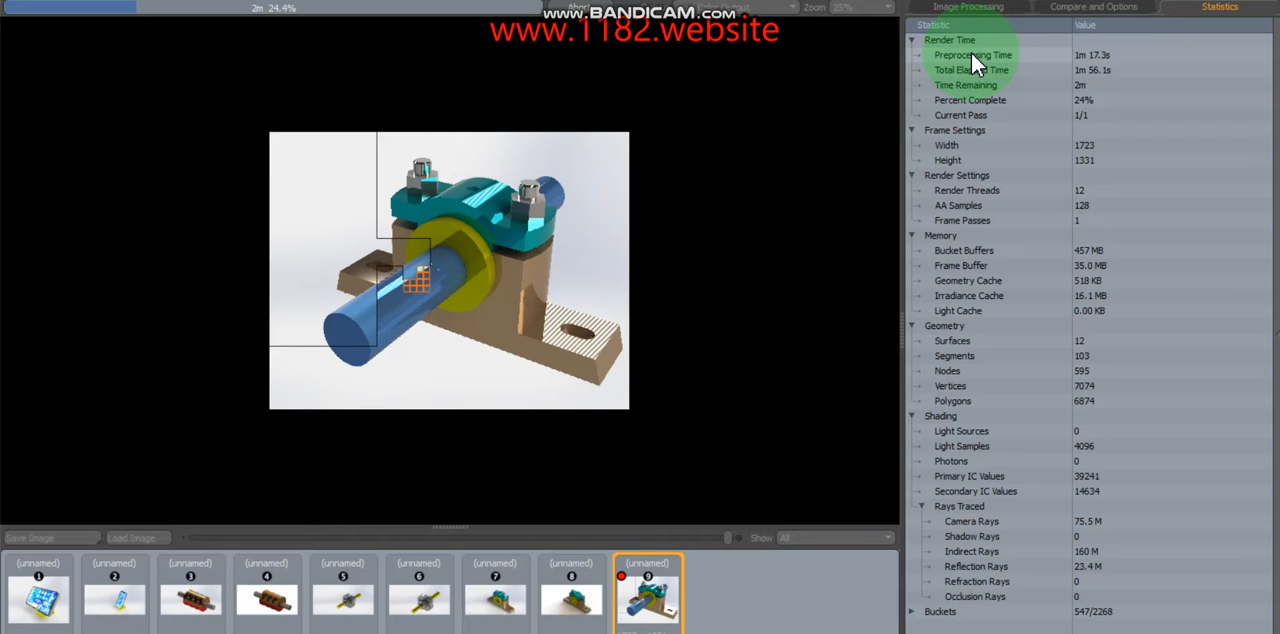 2m 24.4%
www.BANDICAM.com
Zoom 25%
www.1182.website
Image Processing Compare and Options Statistics
Statistic Value
Render Time
Preprocessing Time 1m 17.3s
Total Elapsed Time 1m 56.1s
Time Remaining 2m
Percent Complete 24%
Current Pass 1/1
Frame Settings
Width 1723
Height 1331
Render Settings
Render Threads 12
AA Samples 128
Frame Passes 1
Memory
Bucket Buffers 457 MB
Frame Buffer 35.0 MB
Geometry Cache 518 KB
Irradiance Cache 16.1 MB
Light Cache 0.00 KB
Geometry
Surfaces 12
Segments 103
Nodes 595
Vertices 7074
Polygons 6874
Shading
Light Sources 0
Light Samples 4096
Photons 0
Primary IC Values 39241
Secondary IC Values 14634
Rays Traced
Camera Rays 75.5 M
Shadow Rays 0
Indirect Rays 160 M
Reflection Rays 23.4 M
Refraction Rays 0
Occlusion Rays 0
Buckets 547/2268
Save Image Load Image Show All
(unnamed) (unnamed) (unnamed) (unnamed) (unnamed) (unnamed) (unnamed) (unnamed) (unnamed)
1 2 3 4 5 6 7 8 9